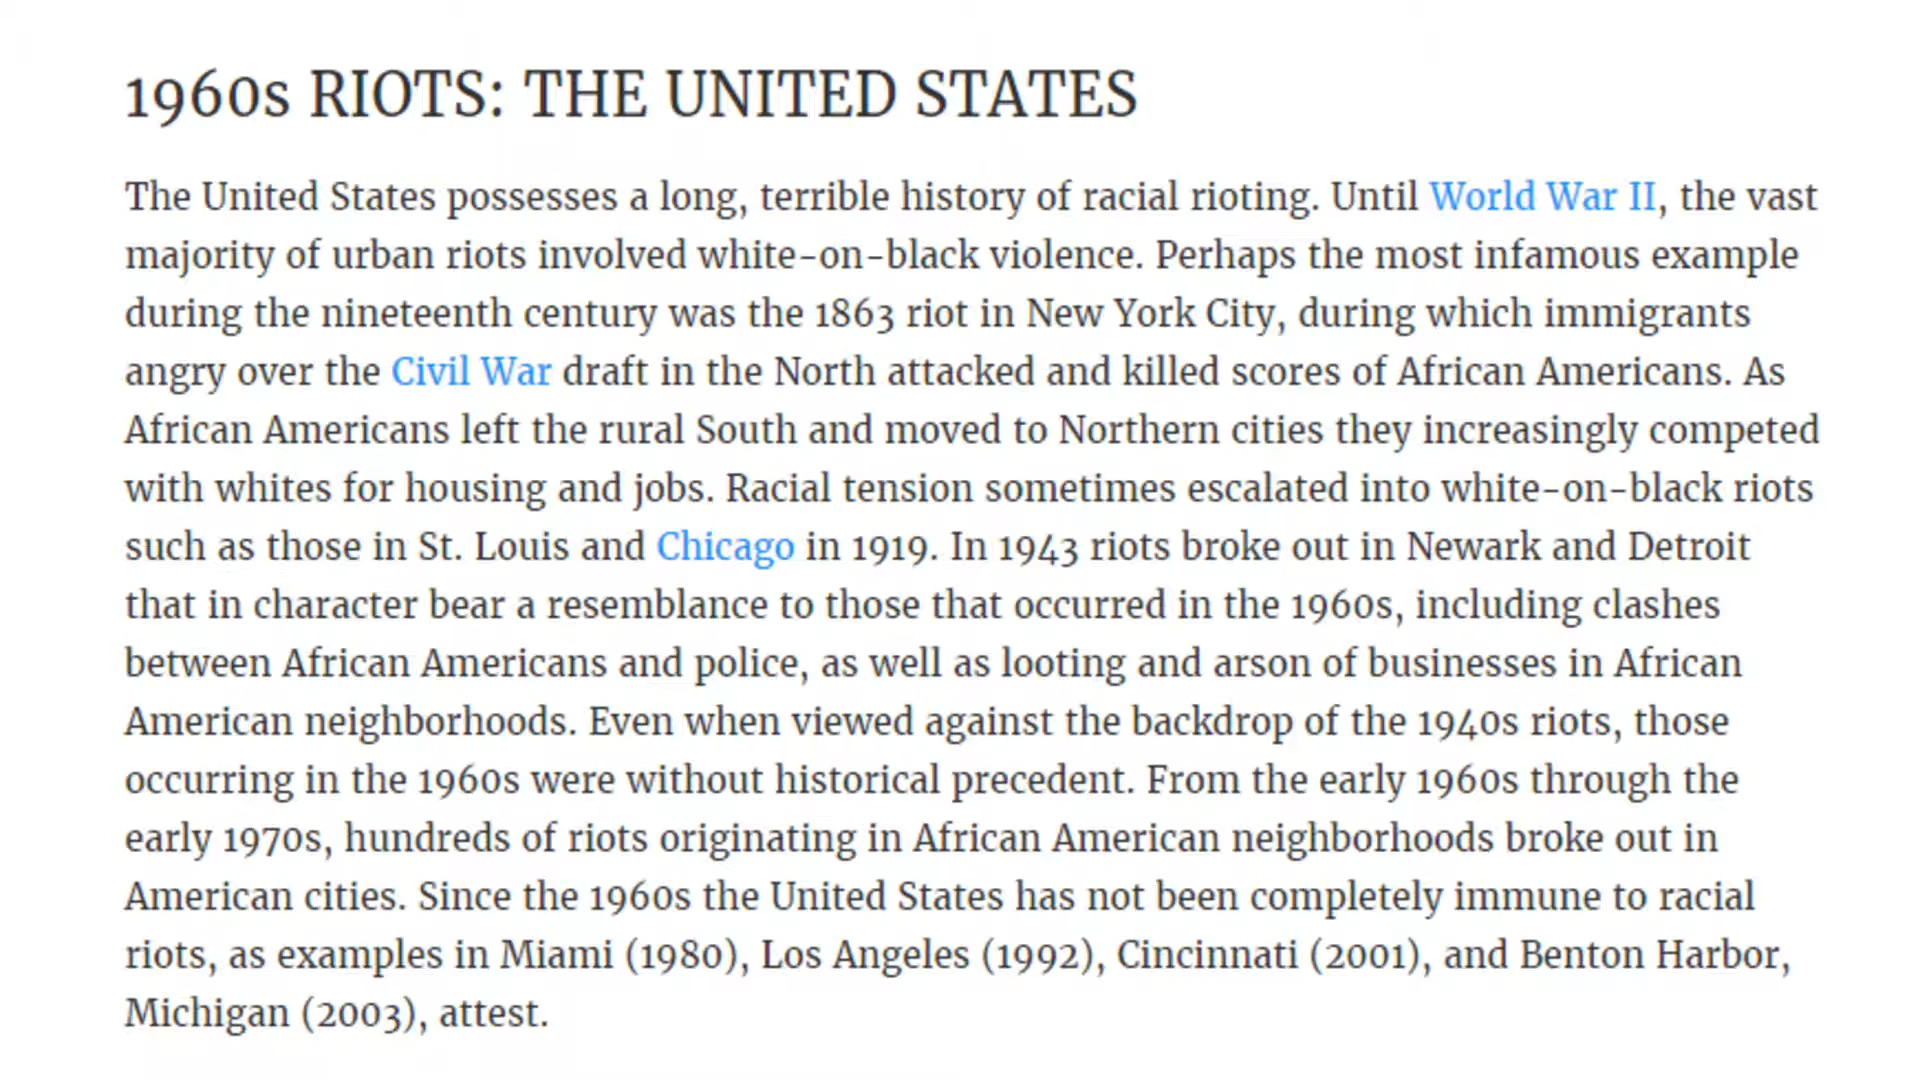 1960s RIOTS: THE UNITED STATES
The United States possesses a long, terrible history of racial rioting. Until World War II, the vast
majority of urban riots involved white-on-black violence. Perhaps the most infamous example
during the nineteenth century was the 1863 riot in New York City, during which immigrants
angry over the Civil War draft in the North attacked and killed scores of African Americans. As
African Americans left the rural South and moved to Northern cities they increasingly competed
with whites for housing and jobs. Racial tension sometimes escalated into white-on-black riots
such as those in St. Louis and Chicago in 1919. In 1943 riots broke out in Newark and Detroit
that in character bear a resemblance to those that occurred in the 1960s, including clashes
between African Americans and police, as well as looting and arson of businesses in African
American neighborhoods. Even when viewed against the backdrop of the 1940s riots, those
occurring in the 1960s were without historical precedent. From the early 1960s through the
early 1970s, hundreds of riots originating in African American neighborhoods broke out in
American cities. Since the 1960s the United States has not been completely immune to racial
riots, as examples in Miami (1980), Los Angeles (1992), Cincinnati (2001), and Benton Harbor,
Michigan (2003), attest.